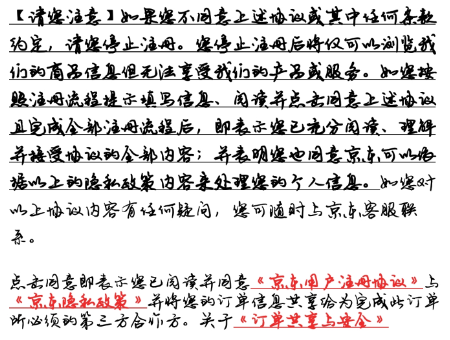 【请您注意】如果您不同意上述协议或其中任何条款
约定，请您停止注册。您停止注册后将仅可以浏览我
们的商品信息但无法享受我们的产品或服务。如您按
照注册流程提示填写信息、阅读并点击同意上述协议
且完成全部注册流程后，即表示您已充分阅读、理解
并接受协议的全部内容；并表明您也同意京东可以依
据以上的隐私政策内容来处理您的个人信息。如您对
以上协议内容有任何疑问，您可随时与京东客服联
系。
点击同意即表示您已阅读并同意《京东用户注册协议》与
《京东隐私政策》并将您的订单信息共享给为完成此订单
所必须的第三方合作方。关于《订单共享与安全》